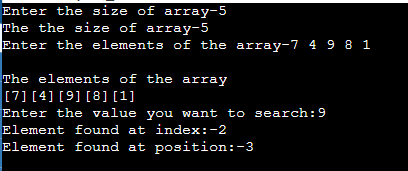 Enter the size of array-5
The the size of array-5
Enter the elements of the array-7 4 9 8 1
The elements of the array
[7][4][9][8][1]
Enter the value you want to search:9
Element found at index:-2
Element found at position:-3